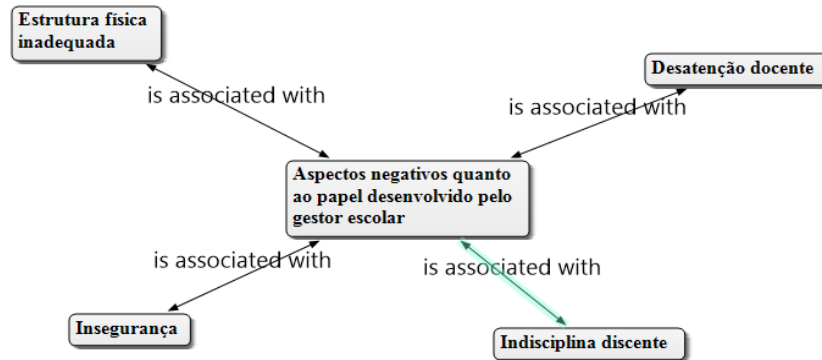 Estrutura física
inadequada
Desatenção docente
is associated with
is associated with
Aspectos negativos quanto
ao papel desenvolvido pelo
gestor escolar
is associated with
is associated with
Insegurança
Indisciplina discente